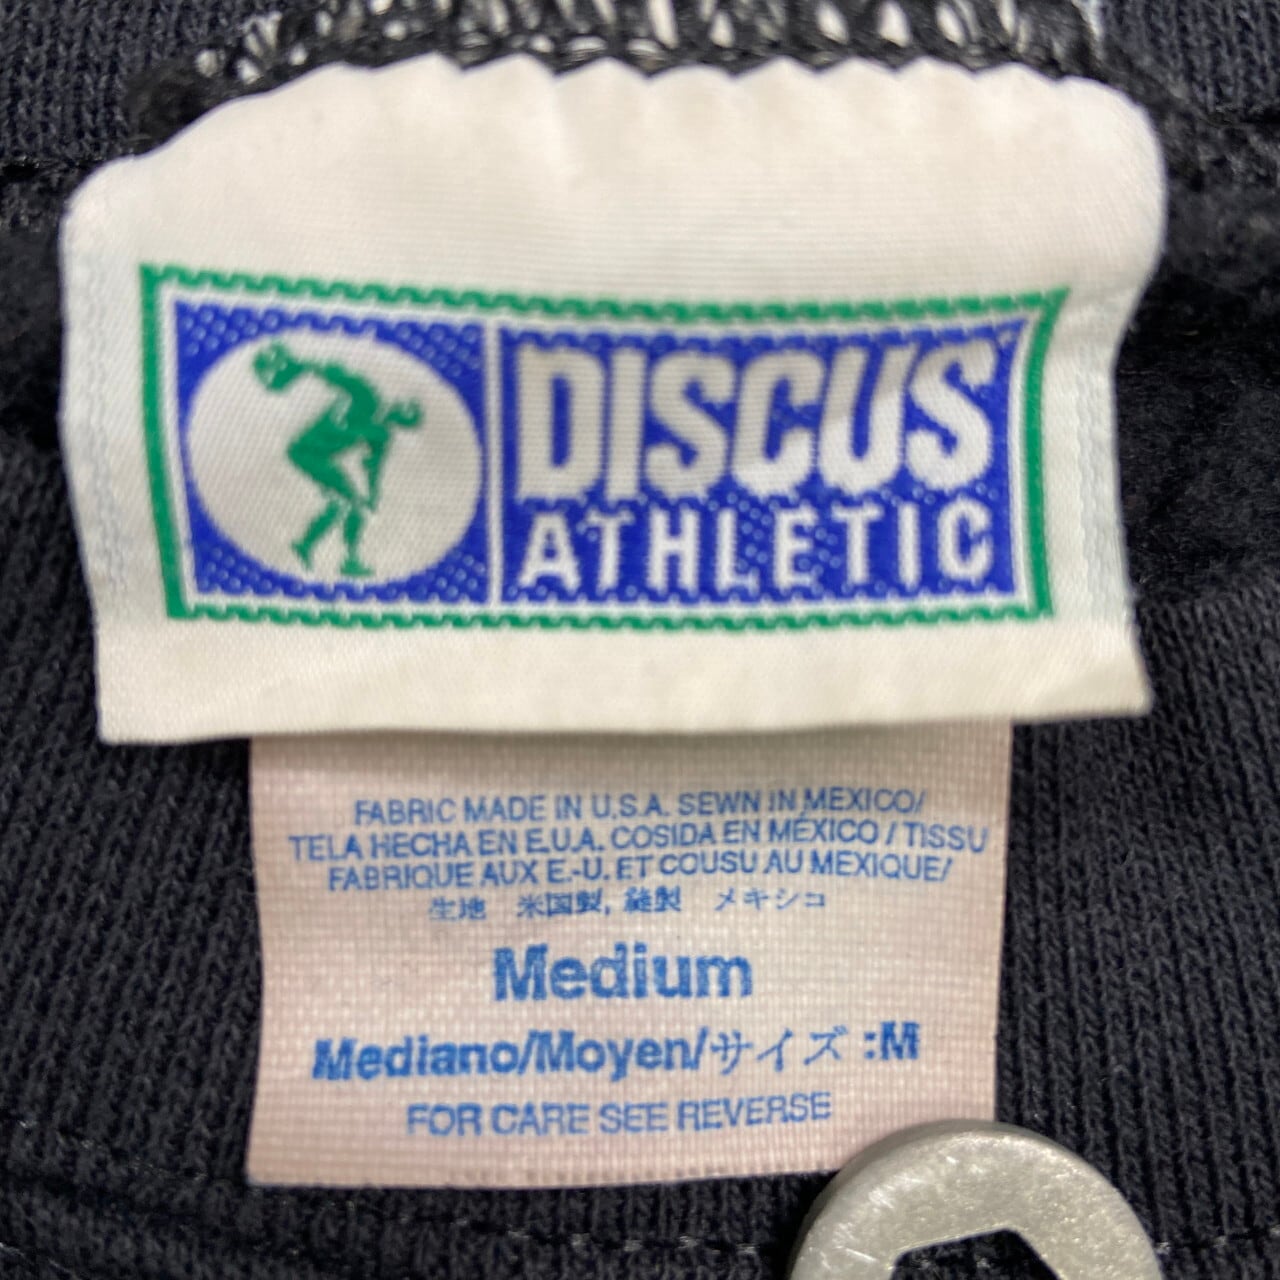 DISCUS
ATHLETIC
FABRIC MADE IN U.S.A. SEWN IN MEXICO/
TELA HECHA EN E.U.A. COSIDA EN MÉXICO / TISSU
FABRIQUE AUX E.-U. ET COUSU AU MEXIQUE/
生地 米国製, 縫製 メキシコ
Medium
Mediano/Moyen/サイズ :M
FOR CARE SEE REVERSE